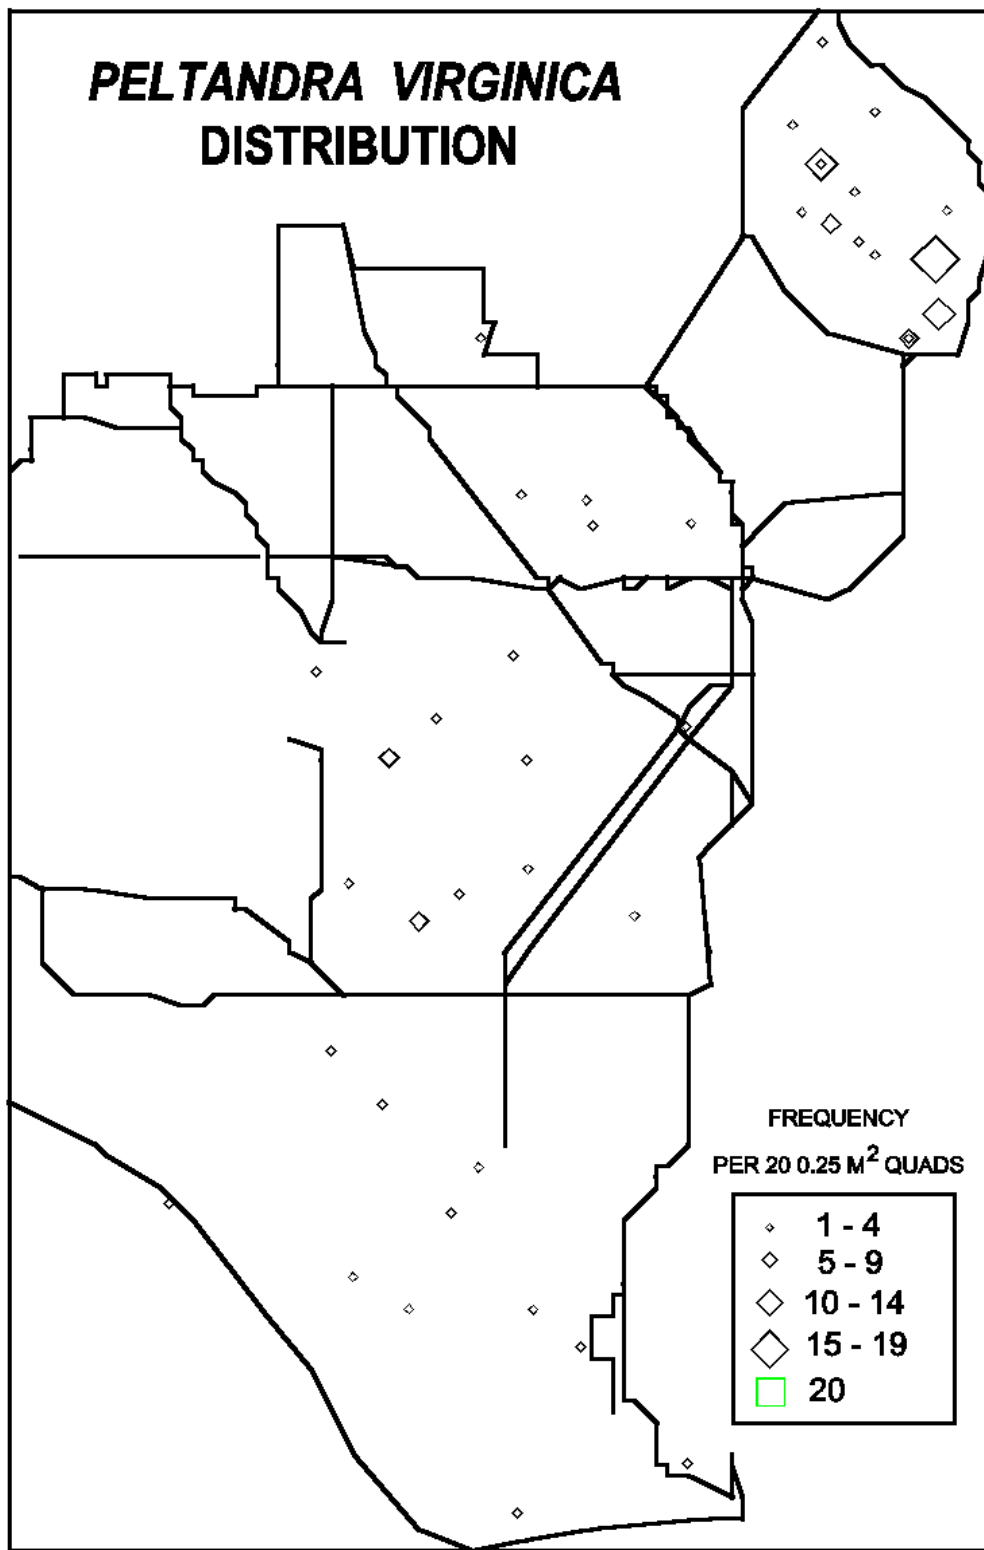 PELTANDRA VIRGINICA
DISTRIBUTION
FREQUENCY
PER 20 0.25 M² QUADS
1 - 4
5 - 9
10 - 14
15 - 19
20